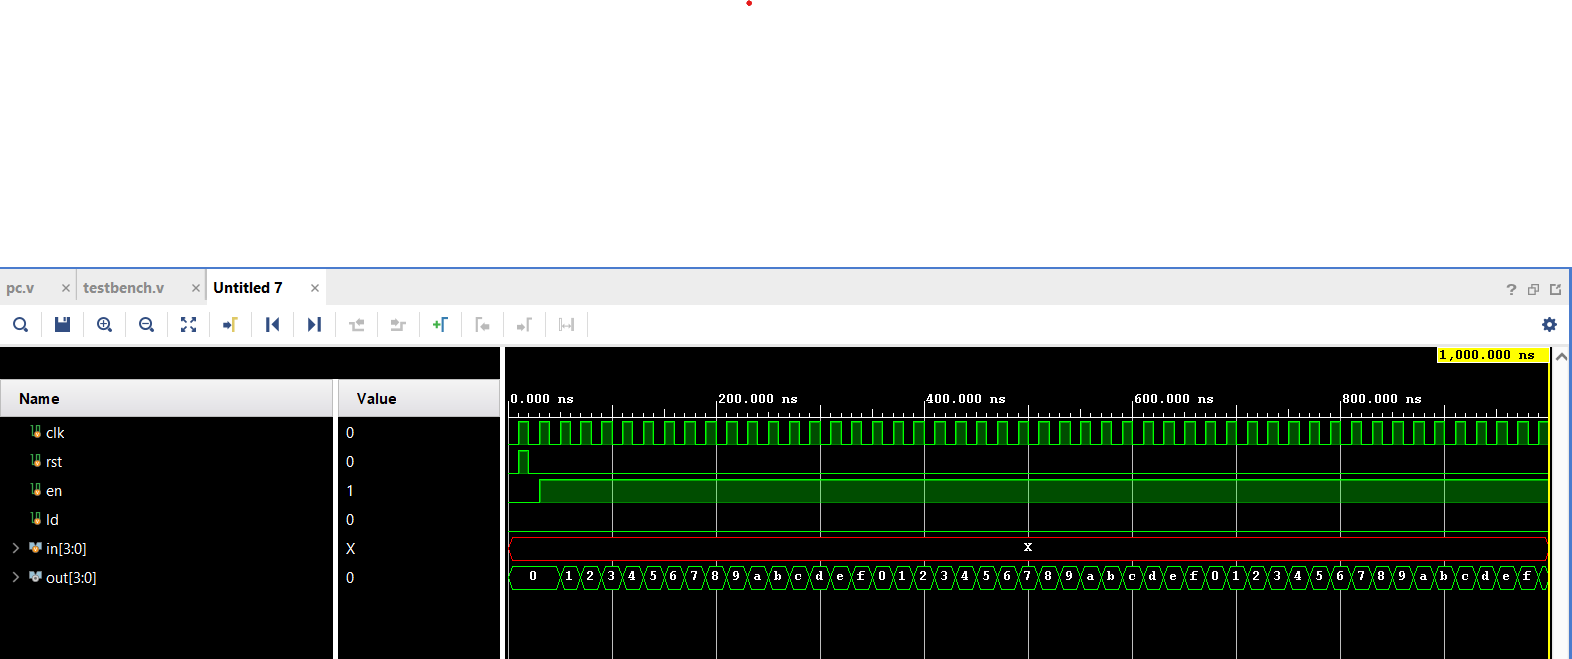 pc.v × testbench.v × Untitled 7 × ?
1,000.000 ns
Name Value
0.000 ns 200.000 ns 400.000 ns 600.000 ns 800.000 ns
clk 0
rst 0
en 1
ld 0
in[3:0] X X
out[3:0] 0 0 1 2 3 4 5 6 7 8 9 a b c d e f 0 1 2 3 4 5 6 7 8 9 a b c d e f 0 1 2 3 4 5 6 7 8 9 a b c d e f